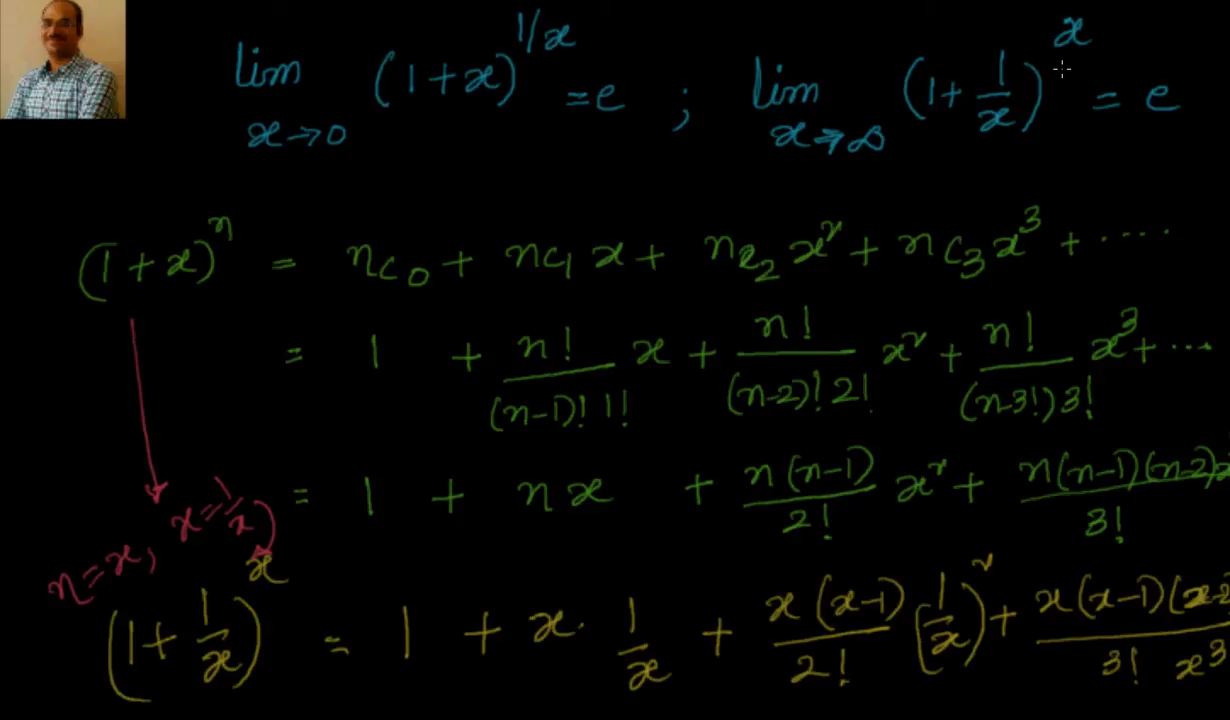 lim (1+x)^{1/x} = e ; lim (1+1/x)^x = e
x→0 x→∞
(1+x)^n = nC0 + nC1 x + nC2 x^2 + nC3 x^3 + ....
= 1 + n!/(n-1)!1! x + n!/(n-2)!2! x^2 + n!/(n-3!)3! x^3 + ...
= 1 + nx + n(n-1)/2! x^2 + n(n-1)(n-2)/3!
n=x, x=1/x
(1+1/x)^x = 1 + x. 1/x + x(x-1)/2! (1/x)^2 + x(x-1)(x-2/3! x^3